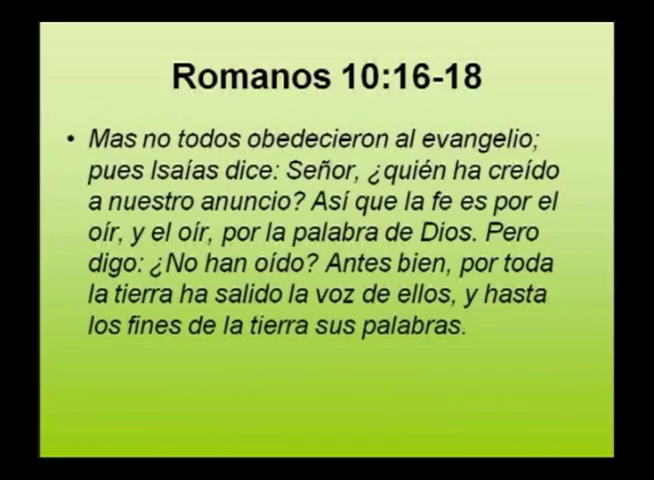 Romanos 10:16-18
• Mas no todos obedecieron al evangelio;
pues Isaías dice: Señor, ¿quién ha creído
a nuestro anuncio? Así que la fe es por el
oír, y el oír, por la palabra de Dios. Pero
digo: ¿No han oído? Antes bien, por toda
la tierra ha salido la voz de ellos, y hasta
los fines de la tierra sus palabras.